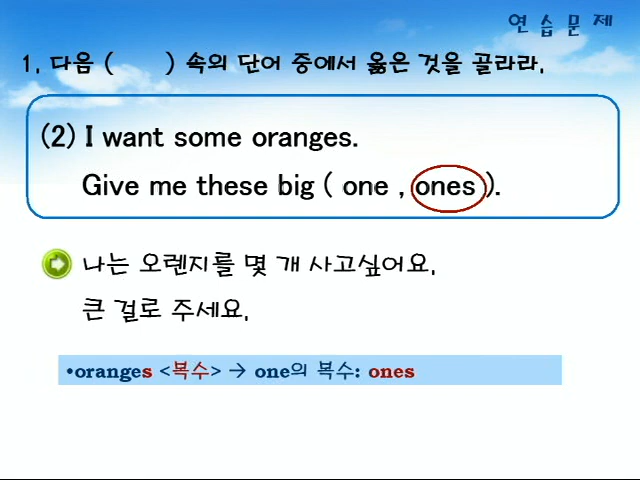 연습문제
1. 다음 (      ) 속의 단어 중에서 옳은 것을 골라라.
(2) I want some oranges.
Give me these big ( one , ones ).
나는 오렌지를 몇 개 사고싶어요.
큰 걸로 주세요.
•oranges <복수> → one의 복수: ones